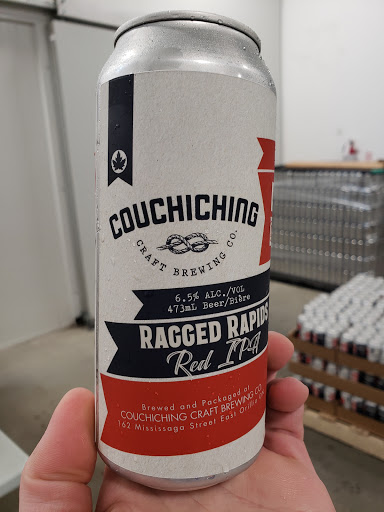 COUCHICHING
CRAFT BREWING CO.
6.5% ALC./VOL
473mL Beer/Bière
RAGGED RAPIDS
Red IPA
Brewed and Packaged at
COUCHICHING CRAFT BREWING CO.
162 Mississaga Street East Orillia